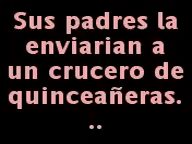 Sus padres la
enviarian a
un crucero de
quinceañeras.
..